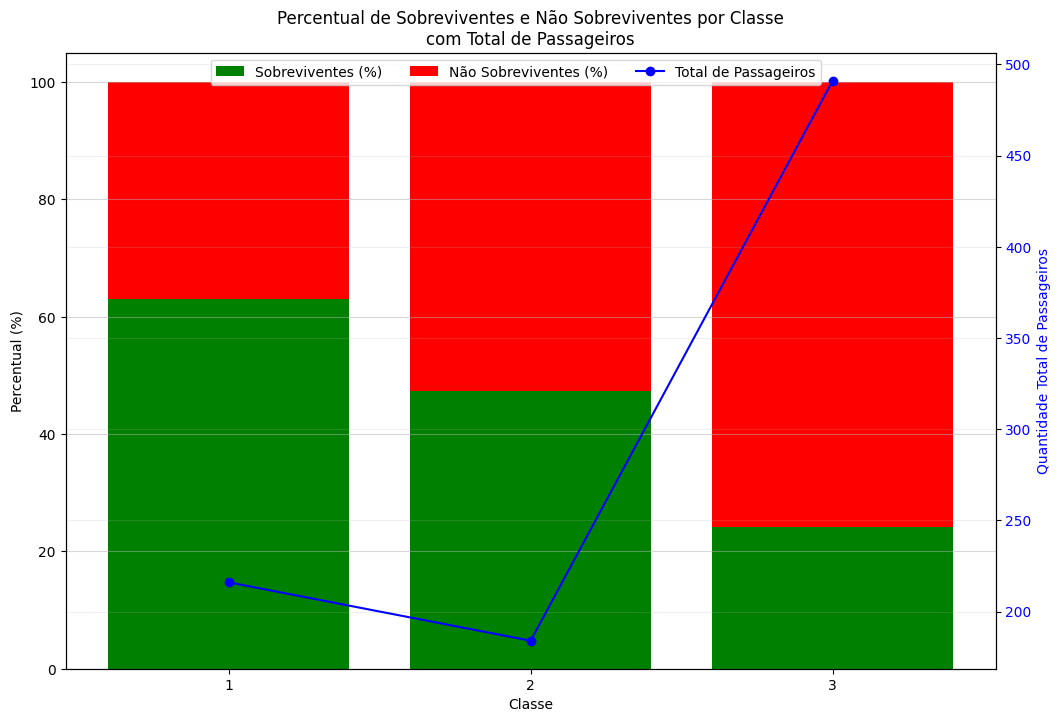 Percentual de Sobreviventes e Não Sobreviventes por Classe
com Total de Passageiros
Sobreviventes (%)
Não Sobreviventes (%)
Total de Passageiros
Percentual (%)
100
80
60
40
20
0
1
2
3
Classe
500
450
400
350
300
250
200
Quantidade Total de Passageiros